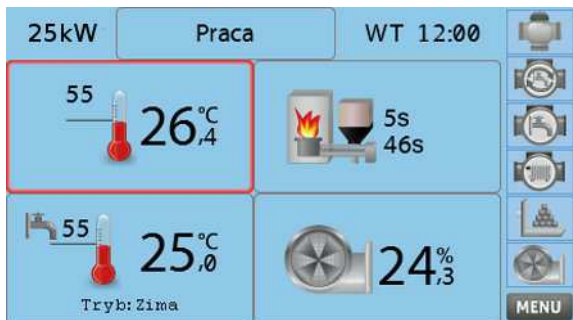 25kW Praca WT 12:00
55
26,4 °C
5s
46s
55
25,0 °C
Tryb:Zima
24,3 %
MENU